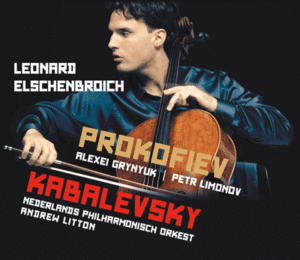 LEONARD
ELSCHENBROICH
PROKOFIEV
ALEXEI GRYNYUK | PETR LIMONOV
KABALEVSKY
NEDERLANDS PHILHARMONISCH ORKEST
ANDREW LITTON